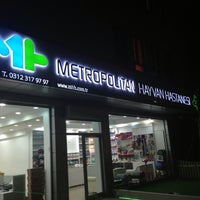 METROPOLITAN HAYVAN HASTANESİ
T. 0312 317 97 97